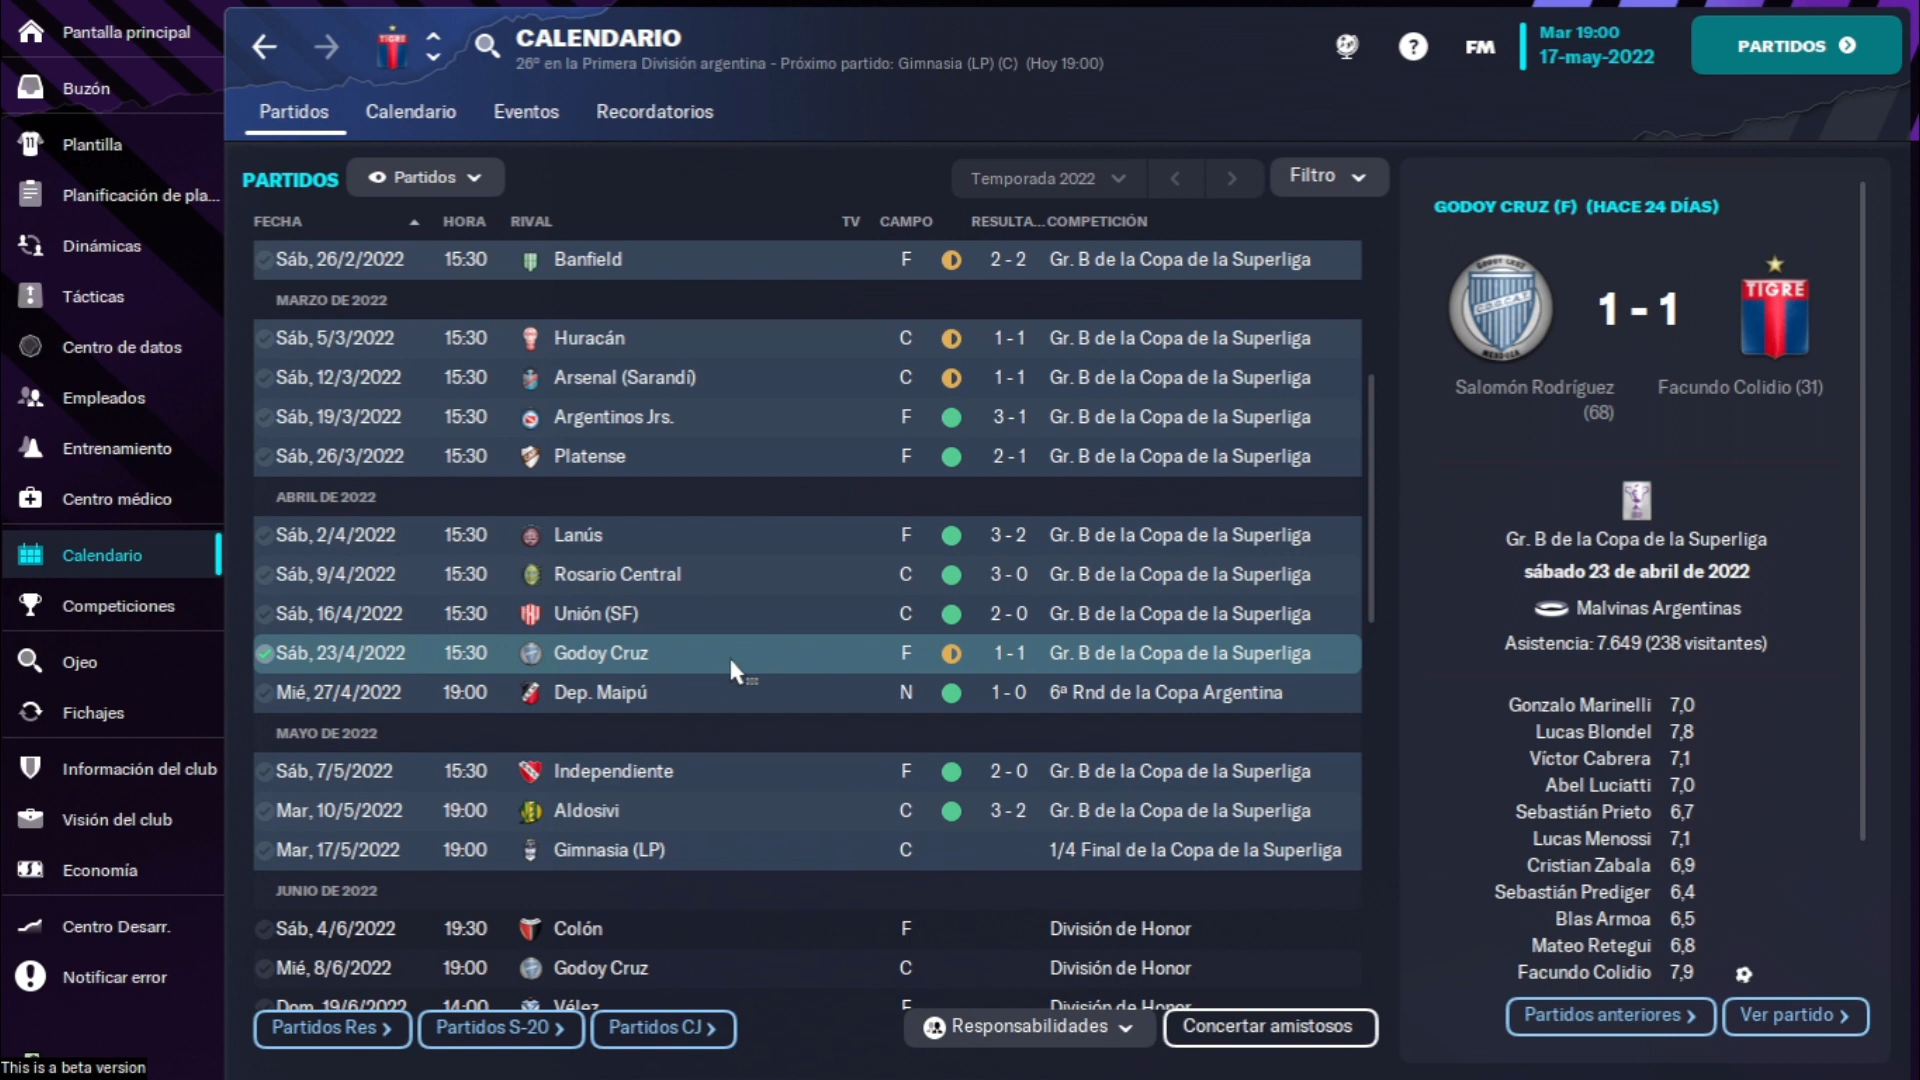 Pantalla principal
Buzón
Plantilla
Planificación de pla...
Dinámicas
Tácticas
Centro de datos
Empleados
Entrenamiento
Centro médico
Calendario
Competiciones
Ojeo
Fichajes
Información del club
Visión del club
Economía
Centro Desarr.
Notificar error
This is a beta version
TIGRE
CALENDARIO
26º en la Primera División argentina - Próximo partido: Gimnasia (LP) (C) (Hoy 19:00)
? FM
Mar 19:00
17-may-2022
PARTIDOS
Partidos Calendario Eventos Recordatorios
PARTIDOS Partidos Temporada 2022 Filtro
FECHA HORA RIVAL TV CAMPO RESULTA... COMPETICIÓN
Sáb, 26/2/2022 15:30 Banfield F 2 - 2 Gr. B de la Copa de la Superliga
MARZO DE 2022
Sáb, 5/3/2022 15:30 Huracán C 1 - 1 Gr. B de la Copa de la Superliga
Sáb, 12/3/2022 15:30 Arsenal (Sarandí) C 1 - 1 Gr. B de la Copa de la Superliga
Sáb, 19/3/2022 15:30 Argentinos Jrs. F 3 - 1 Gr. B de la Copa de la Superliga
Sáb, 26/3/2022 15:30 Platense F 2 - 1 Gr. B de la Copa de la Superliga
ABRIL DE 2022
Sáb, 2/4/2022 15:30 Lanús F 3 - 2 Gr. B de la Copa de la Superliga
Sáb, 9/4/2022 15:30 Rosario Central C 3 - 0 Gr. B de la Copa de la Superliga
Sáb, 16/4/2022 15:30 Unión (SF) C 2 - 0 Gr. B de la Copa de la Superliga
Sáb, 23/4/2022 15:30 Godoy Cruz F 1 - 1 Gr. B de la Copa de la Superliga
Mié, 27/4/2022 19:00 Dep. Maipú N 1 - 0 6ª Rnd de la Copa Argentina
MAYO DE 2022
Sáb, 7/5/2022 15:30 Independiente F 2 - 0 Gr. B de la Copa de la Superliga
Mar, 10/5/2022 19:00 Aldosivi C 3 - 2 Gr. B de la Copa de la Superliga
Mar, 17/5/2022 19:00 Gimnasia (LP) C 1/4 Final de la Copa de la Superliga
JUNIO DE 2022
Sáb, 4/6/2022 19:30 Colón F División de Honor
Mié, 8/6/2022 19:00 Godoy Cruz C División de Honor
Dom, 19/6/2022 14:00 Vélez F División de Honor
Partidos Res Partidos S-20 Partidos CJ Responsabilidades Concertar amistosos
GODOY CRUZ (F) (HACE 24 DÍAS)
GODOY CRUZ
C.D.G.C.A.T.
MENDOZA
1 - 1
TIGRE
Salomón Rodríguez
(68)
Facundo Colidio (31)
Gr. B de la Copa de la Superliga
sábado 23 de abril de 2022
Malvinas Argentinas
Asistencia: 7.649 (238 visitantes)
Gonzalo Marinelli 7,0
Lucas Blondel 7,8
Víctor Cabrera 7,1
Abel Luciatti 7,0
Sebastián Prieto 6,7
Lucas Menossi 7,1
Cristian Zabala 6,9
Sebastián Prediger 6,4
Blas Armoa 6,5
Mateo Retegui 6,8
Facundo Colidio 7,9
Partidos anteriores Ver partido